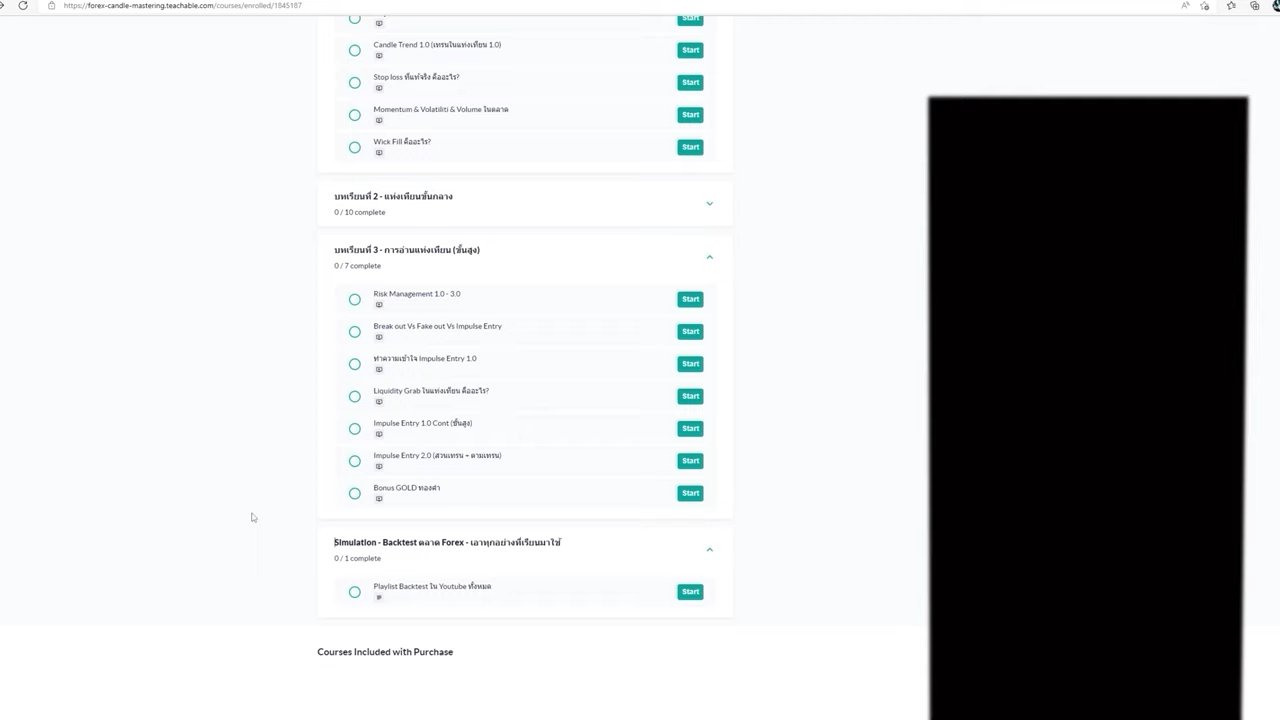 https://forex-candle-mastering.teachable.com/courses/enrolled/1845187
Start
Candle Trend 1.0 (เทรนในแท่งเทียน 1.0)
Start
Stop loss ที่แท้จริง คืออะไร?
Start
Momentum & Volatiliti & Volume ในตลาด
Start
Wick Fill คืออะไร?
Start
บทเรียนที่ 2 - แท่งเทียนชั้นกลาง
0 / 10 complete
บทเรียนที่ 3 - การอ่านแท่งเทียน (ชั้นสูง)
0 / 7 complete
Risk Management 1.0 - 3.0
Start
Break out Vs Fake out Vs Impulse Entry
Start
ทำความเข้าใจ Impulse Entry 1.0
Start
Liquidity Grab ในแท่งเทียน คืออะไร?
Start
Impulse Entry 1.0 Cont (ชั้นสูง)
Start
Impulse Entry 2.0 (สวนเทรน + ตามเทรน)
Start
Bonus GOLD ทองคำ
Start
Simulation - Backtest ตลาด Forex - เอาทุกอย่างที่เรียนมาใช้
0 / 1 complete
Playlist Backtest ใน Youtube ทั้งหมด
Start
Courses Included with Purchase